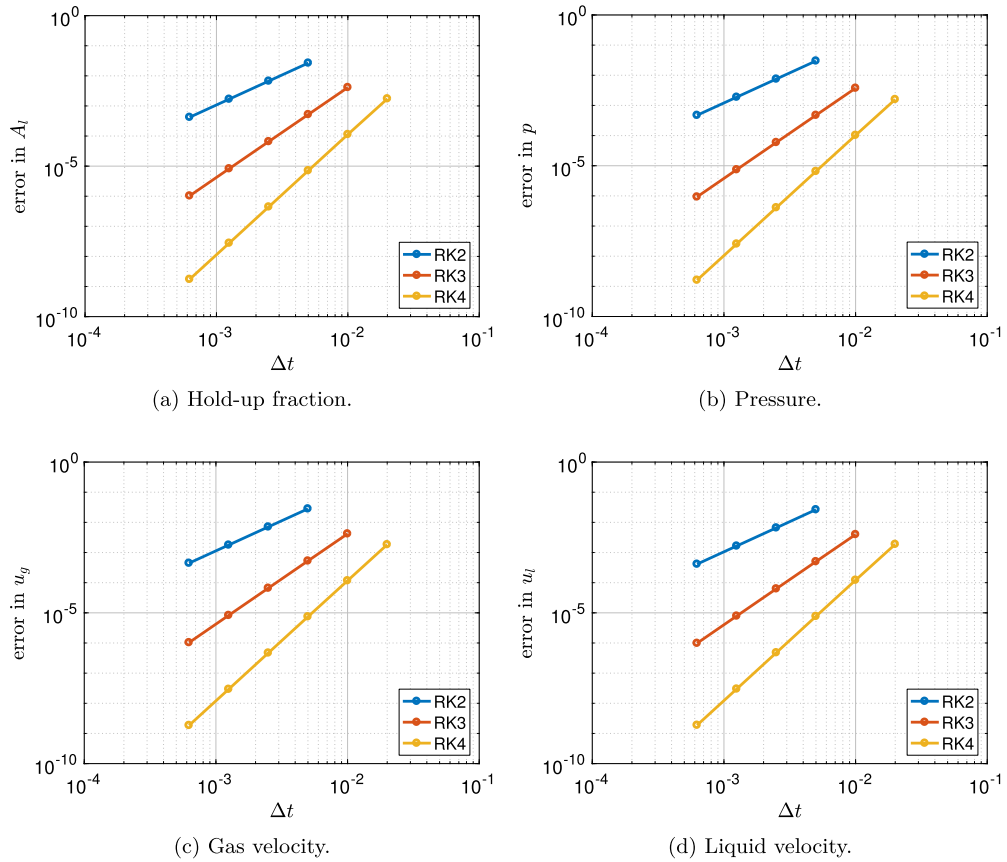 10^0
10^-5
10^-10
error in A_l
10^-4
10^-3
10^-2
10^-1
Δt
RK2
RK3
RK4
(a) Hold-up fraction.
10^0
10^-5
10^-10
error in p
10^-4
10^-3
10^-2
10^-1
Δt
RK2
RK3
RK4
(b) Pressure.
10^0
10^-5
10^-10
error in u_g
10^-4
10^-3
10^-2
10^-1
Δt
RK2
RK3
RK4
(c) Gas velocity.
10^0
10^-5
10^-10
error in u_l
10^-4
10^-3
10^-2
10^-1
Δt
RK2
RK3
RK4
(d) Liquid velocity.